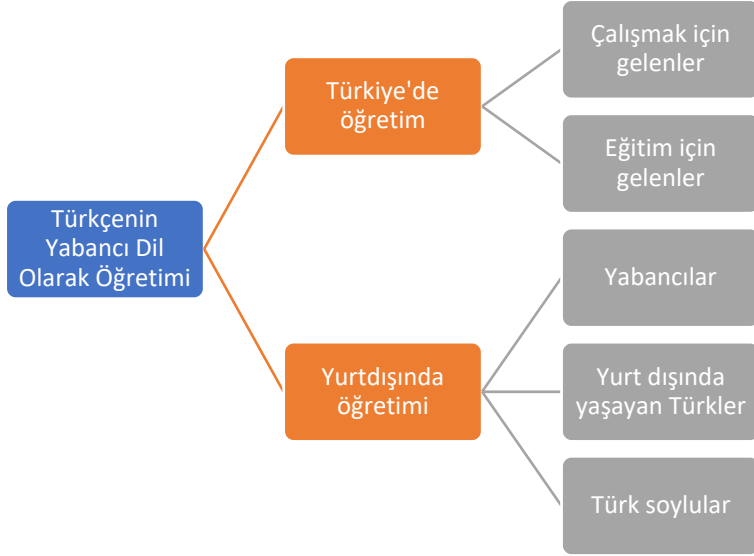 Türkçenin
Yabancı Dil
Olarak Öğretimi
Türkiye'de
öğretim
Çalışmak için
gelenler
Eğitim için
gelenler
Yurtdışında
öğretimi
Yabancılar
Yurt dışında
yaşayan Türkler
Türk soylular